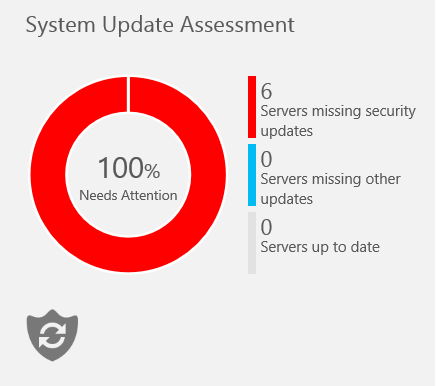 System Update Assessment
100%
Needs Attention
6
Servers missing security
updates
0
Servers missing other
updates
0
Servers up to date